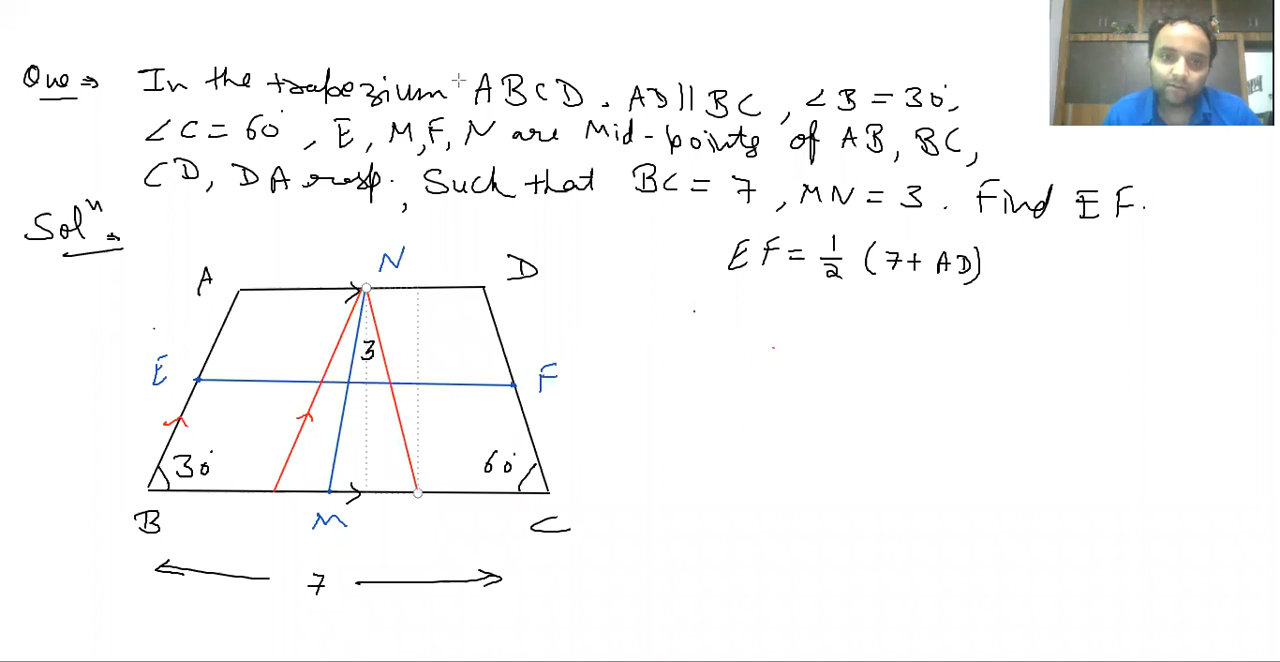 Que ⇒ In the trapezium ABCD. AD || BC, ∠B = 30°,
∠C = 60°, E, M, F, N are Mid-points of AB, BC,
CD, DA resp., Such that BC = 7, MN = 3. Find EF.
Solⁿ ⇒
EF = 1/2 (7 + AD)
N
A D
3
E F
30° 60°
B M C
7